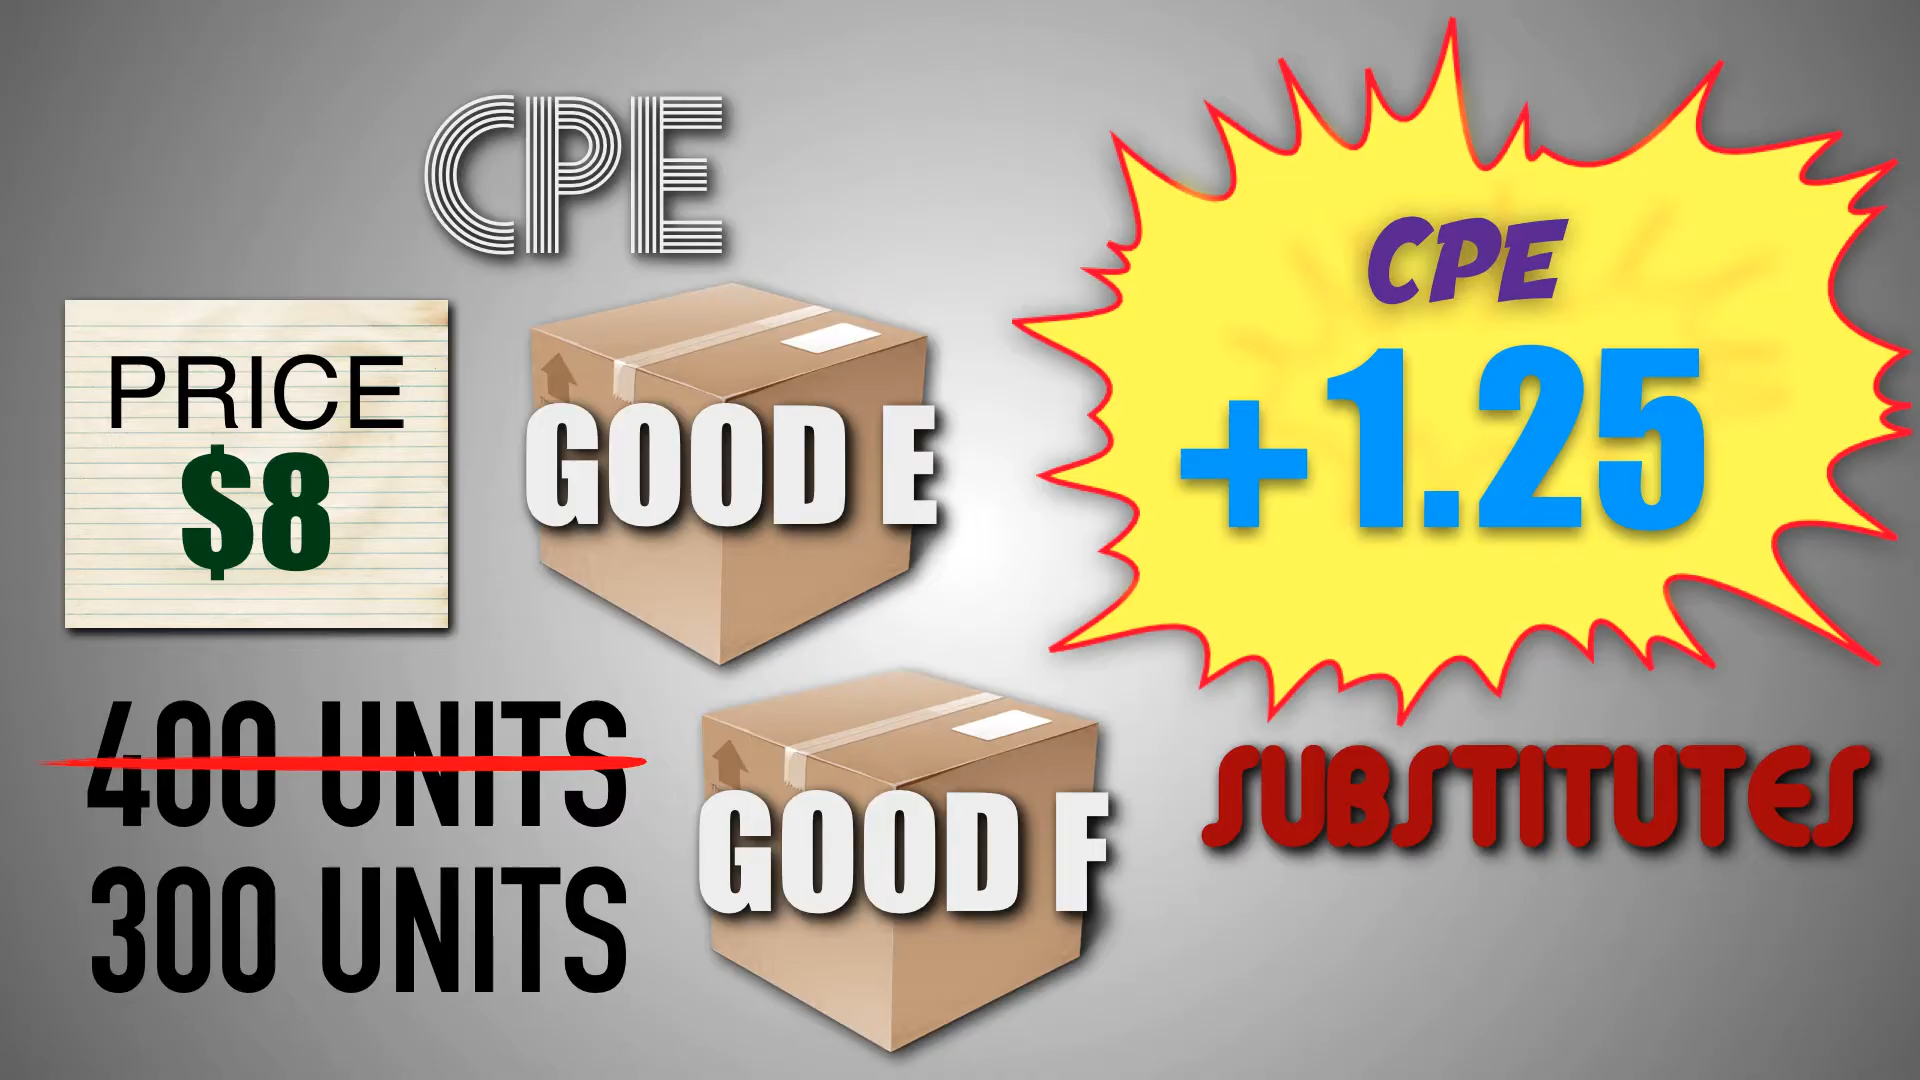 CPE
PRICE
$8
GOOD E
400 UNITS
300 UNITS
GOOD F
CPE
+1.25
SUBSTITUTES